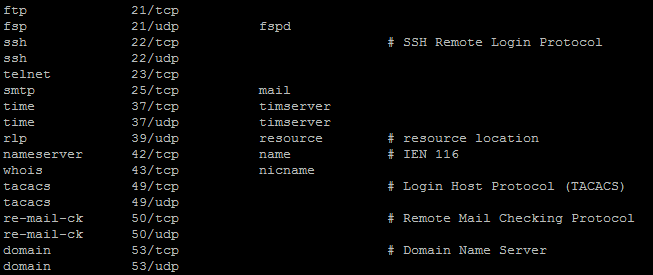 ftp 21/tcp
fsp 21/udp fspd
ssh 22/tcp # SSH Remote Login Protocol
ssh 22/udp
telnet 23/tcp
smtp 25/tcp mail
time 37/tcp timserver
time 37/udp timserver
rlp 39/udp resource # resource location
nameserver 42/tcp name # IEN 116
whois 43/tcp nicname
tacacs 49/tcp # Login Host Protocol (TACACS)
tacacs 49/udp
re-mail-ck 50/tcp # Remote Mail Checking Protocol
re-mail-ck 50/udp
domain 53/tcp # Domain Name Server
domain 53/udp